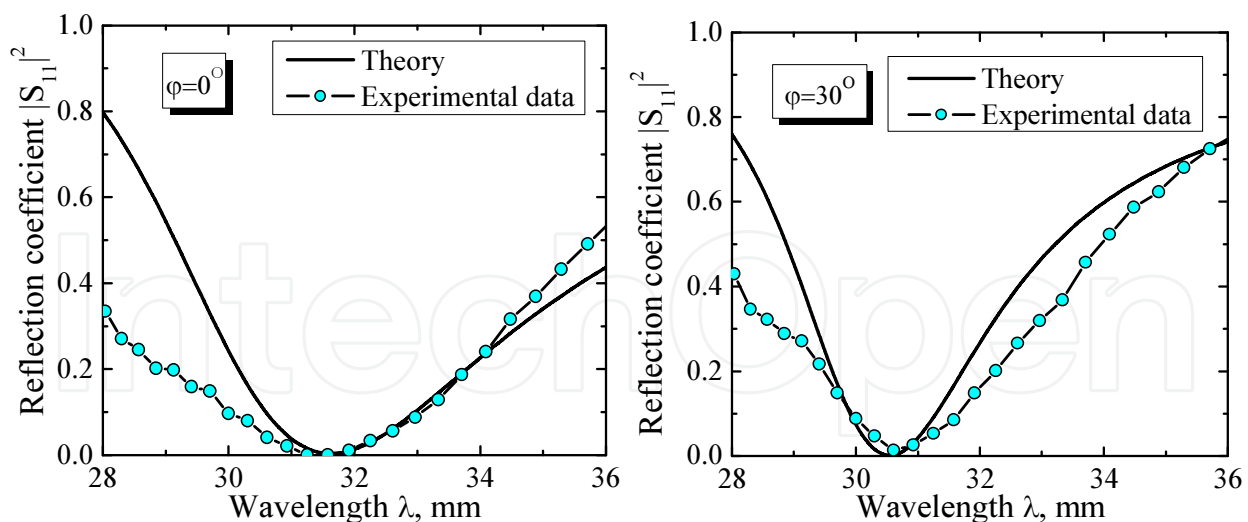 Reflection coefficient |S₁₁|²
1.0
0.8
0.6
0.4
0.2
0.0
φ=0°
Theory
Experimental data
28
30
32
34
36
Wavelength λ, mm
Reflection coefficient |S₁₁|²
1.0
0.8
0.6
0.4
0.2
0.0
φ=30°
Theory
Experimental data
28
30
32
34
36
Wavelength λ, mm
IntechOpen